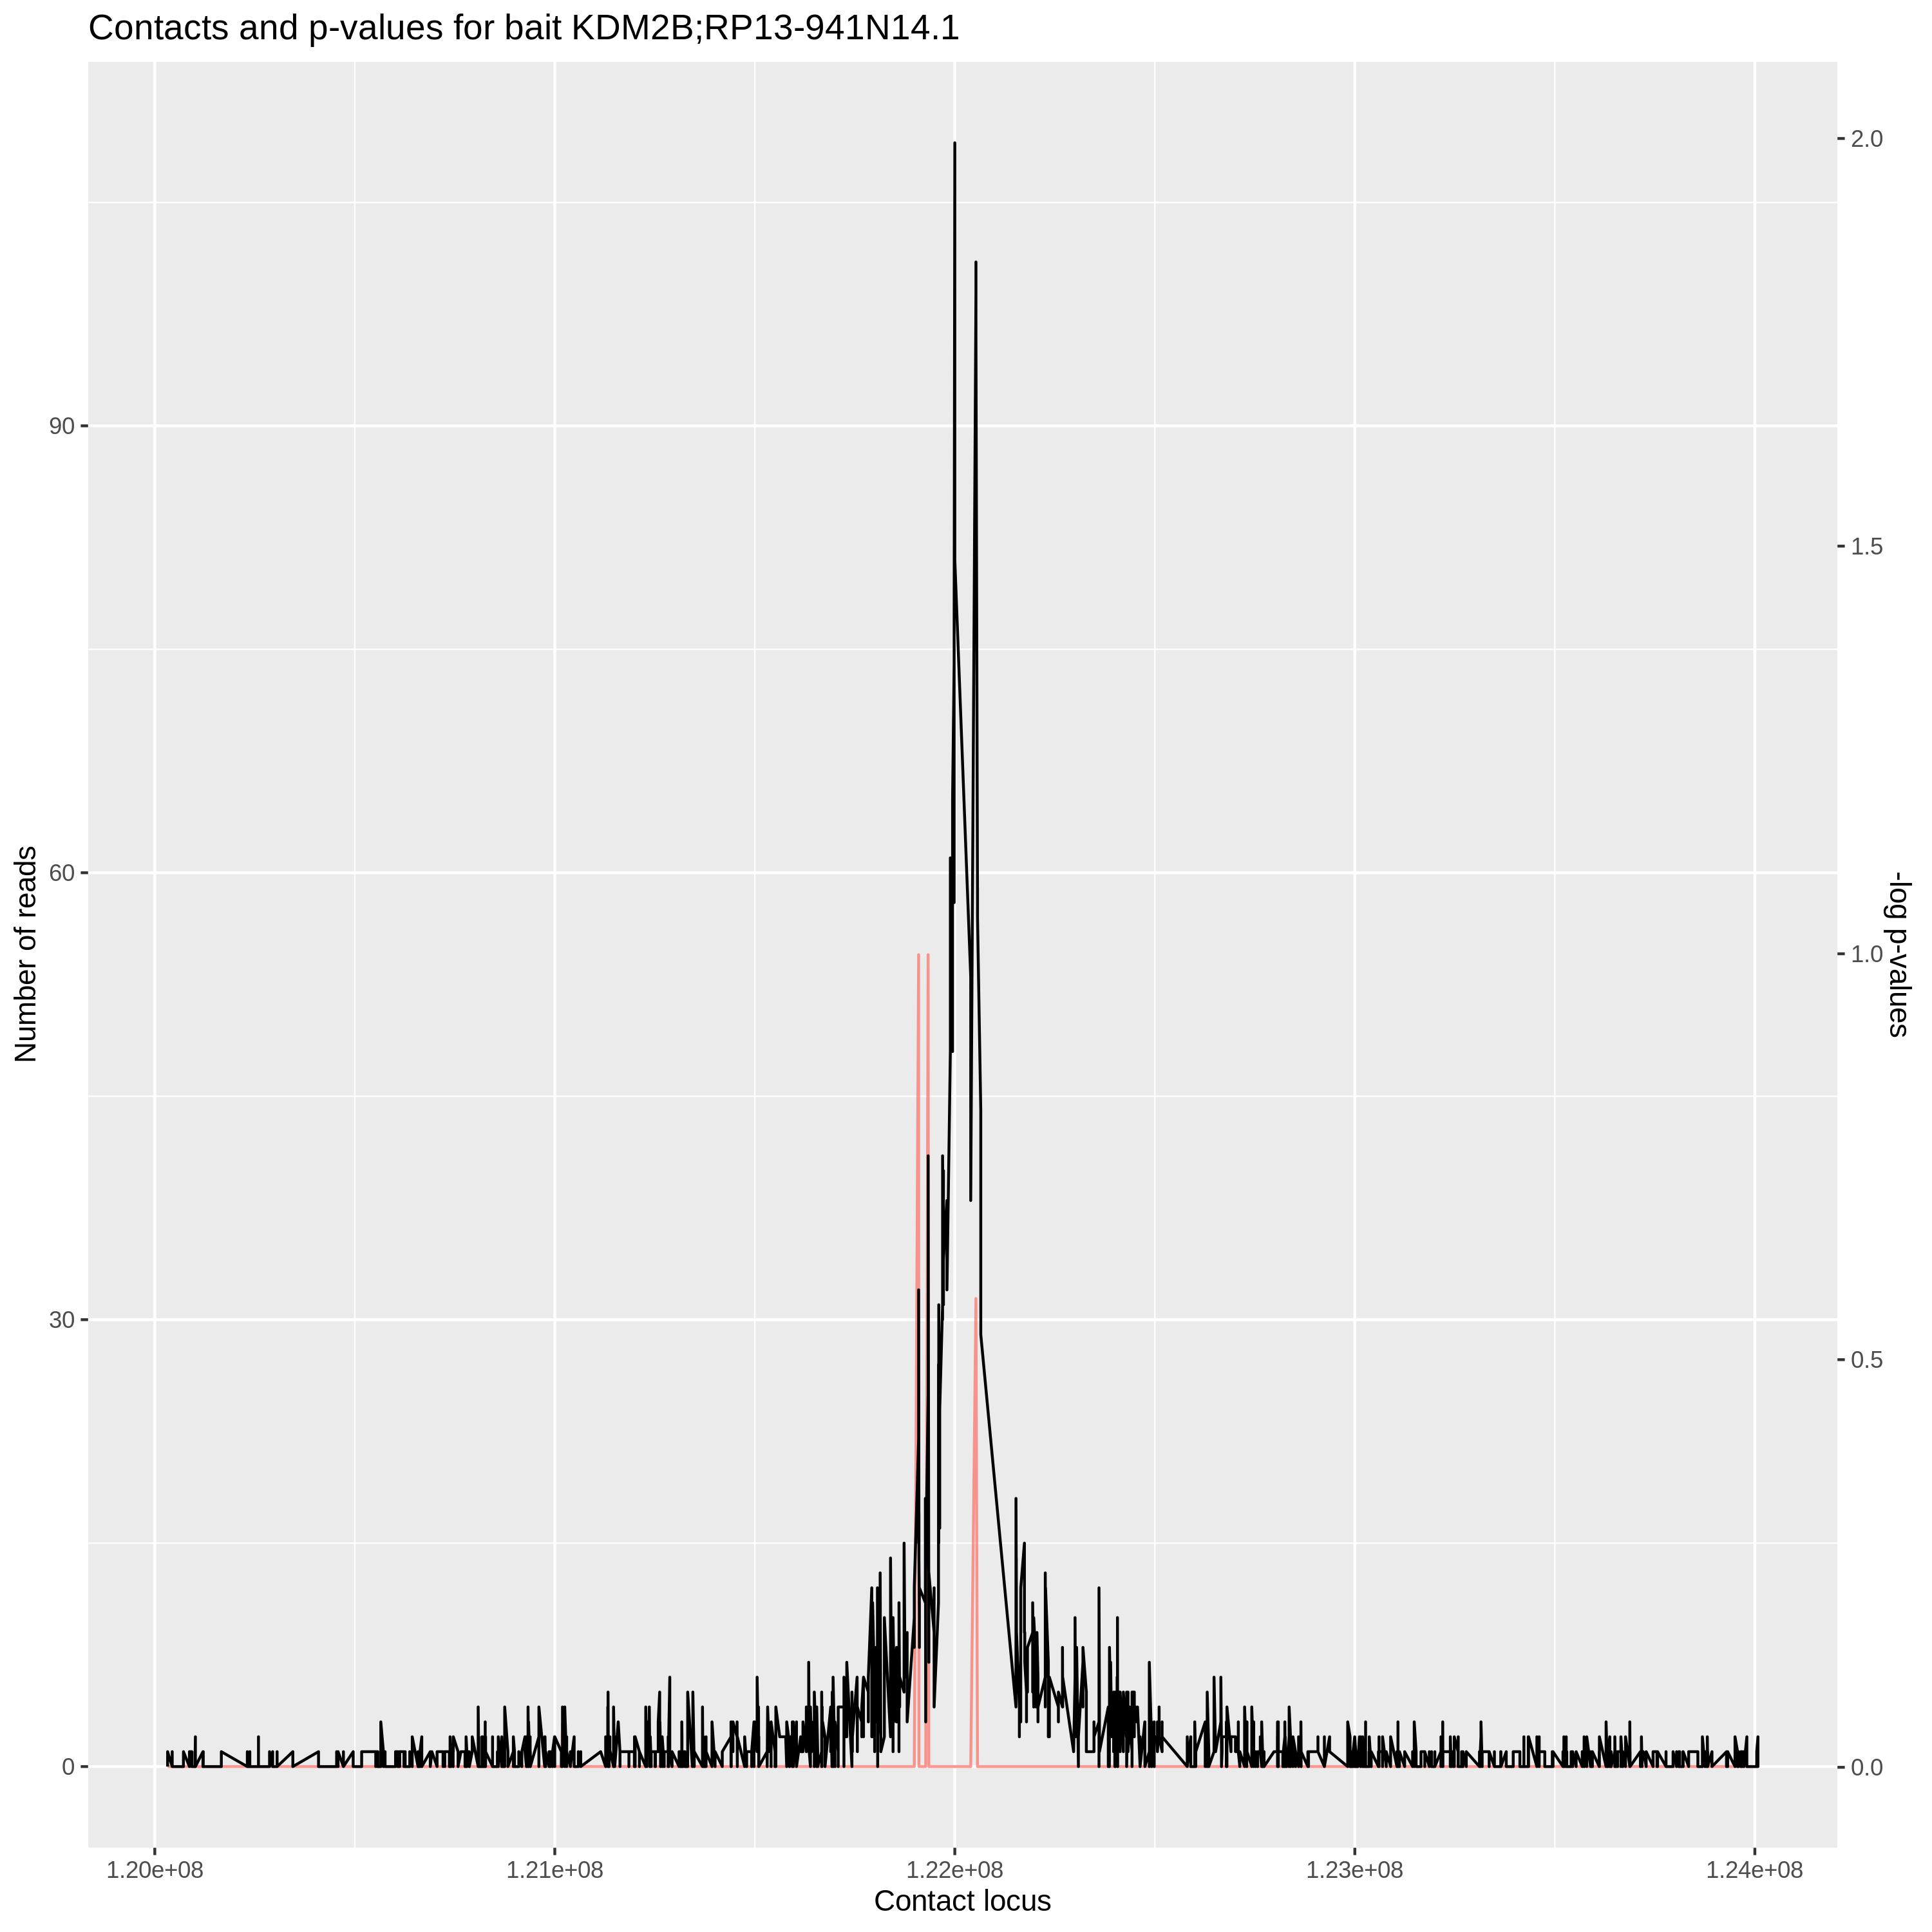 Contacts and p-values for bait KDM2B;RP13-941N14.1
Number of reads
90
60
30
0
2.0
1.5
1.0
0.5
0.0
-log p-values
1.20e+08
1.21e+08
1.22e+08
1.23e+08
1.24e+08
Contact locus